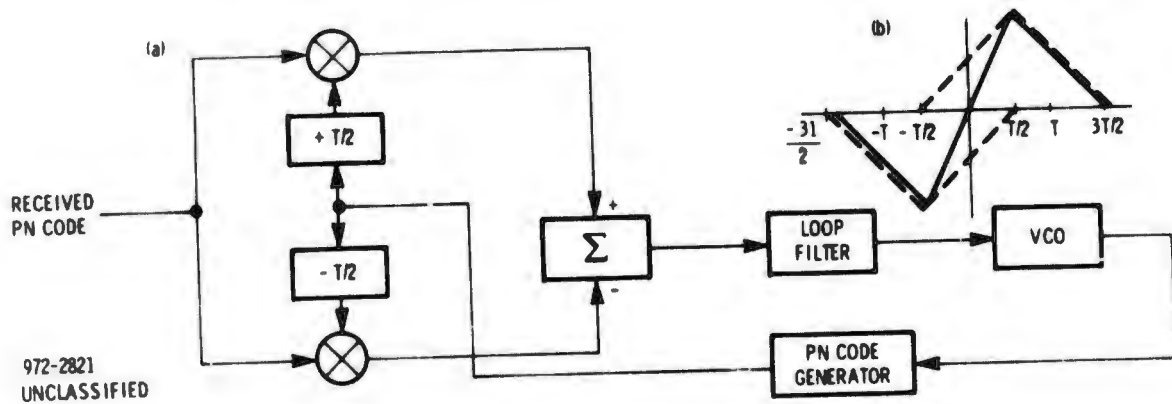 (a)
(b)
+ T/2
- 31/2
-T
- T/2
T/2
T
3T/2
RECEIVED
PN CODE
- T/2
+
Σ
-
LOOP
FILTER
VCO
PN CODE
GENERATOR
972-2821
UNCLASSIFIED